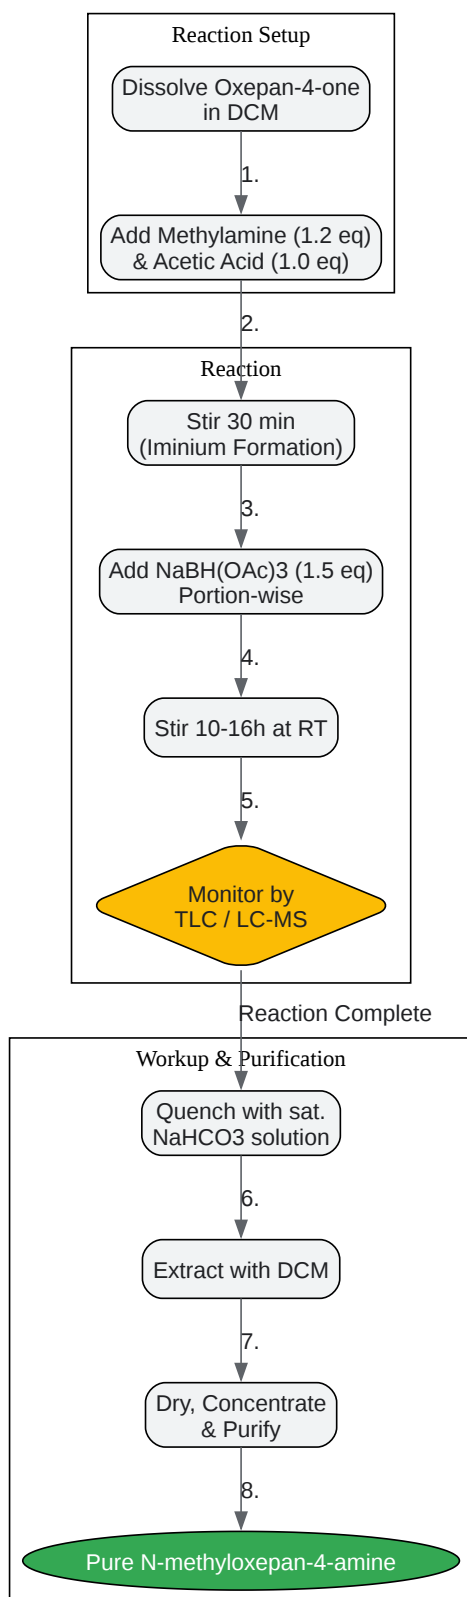 Reaction Setup
Dissolve Oxepan-4-one
in DCM
1.
Add Methylamine (1.2 eq)
& Acetic Acid (1.0 eq)
2.
Reaction
Stir 30 min
(Iminium Formation)
3.
Add NaBH(OAc)3 (1.5 eq)
Portion-wise
4.
Stir 10-16h at RT
5.
Monitor by
TLC / LC-MS
Reaction Complete
Workup & Purification
Quench with sat.
NaHCO3 solution
6.
Extract with DCM
7.
Dry, Concentrate
& Purify
8.
Pure N-methyloxepan-4-amine